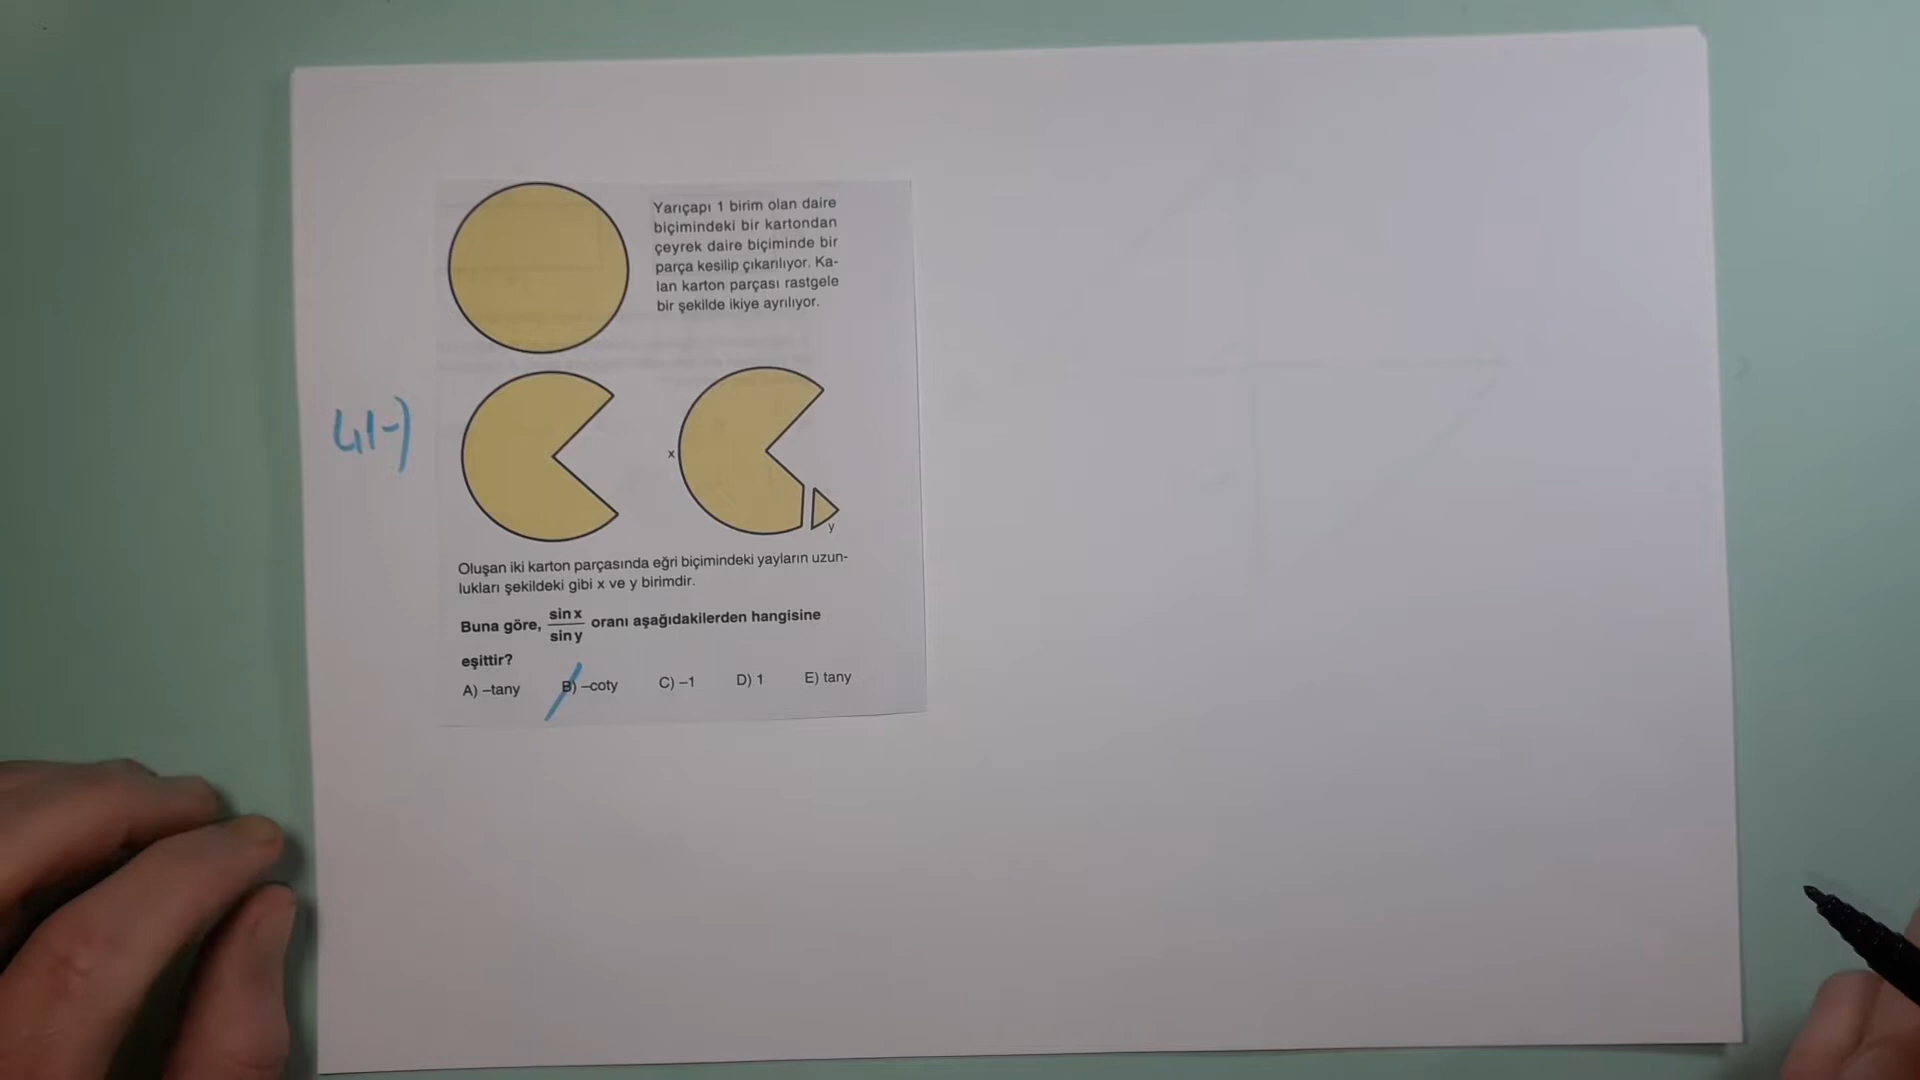 Yarıçapı 1 birim olan daire
biçimindeki bir kartondan
çeyrek daire biçiminde bir
parça kesilip çıkarılıyor. Ka-
lan karton parçası rastgele
bir şekilde ikiye ayrılıyor.
41-)
x
y
Oluşan iki karton parçasında eğri biçimindeki yayların uzun-
lukları şekildeki gibi x ve y birimdir.
Buna göre, sin x / sin y oranı aşağıdakilerden hangisine
eşittir?
A) –tany B) –coty C) –1 D) 1 E) tany